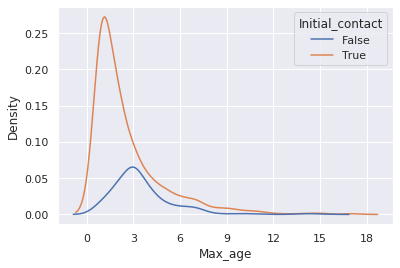 Initial_contact
False
True
0.25
0.20
0.15
0.10
0.05
0.00
Density
0 3 6 9 12 15 18
Max_age